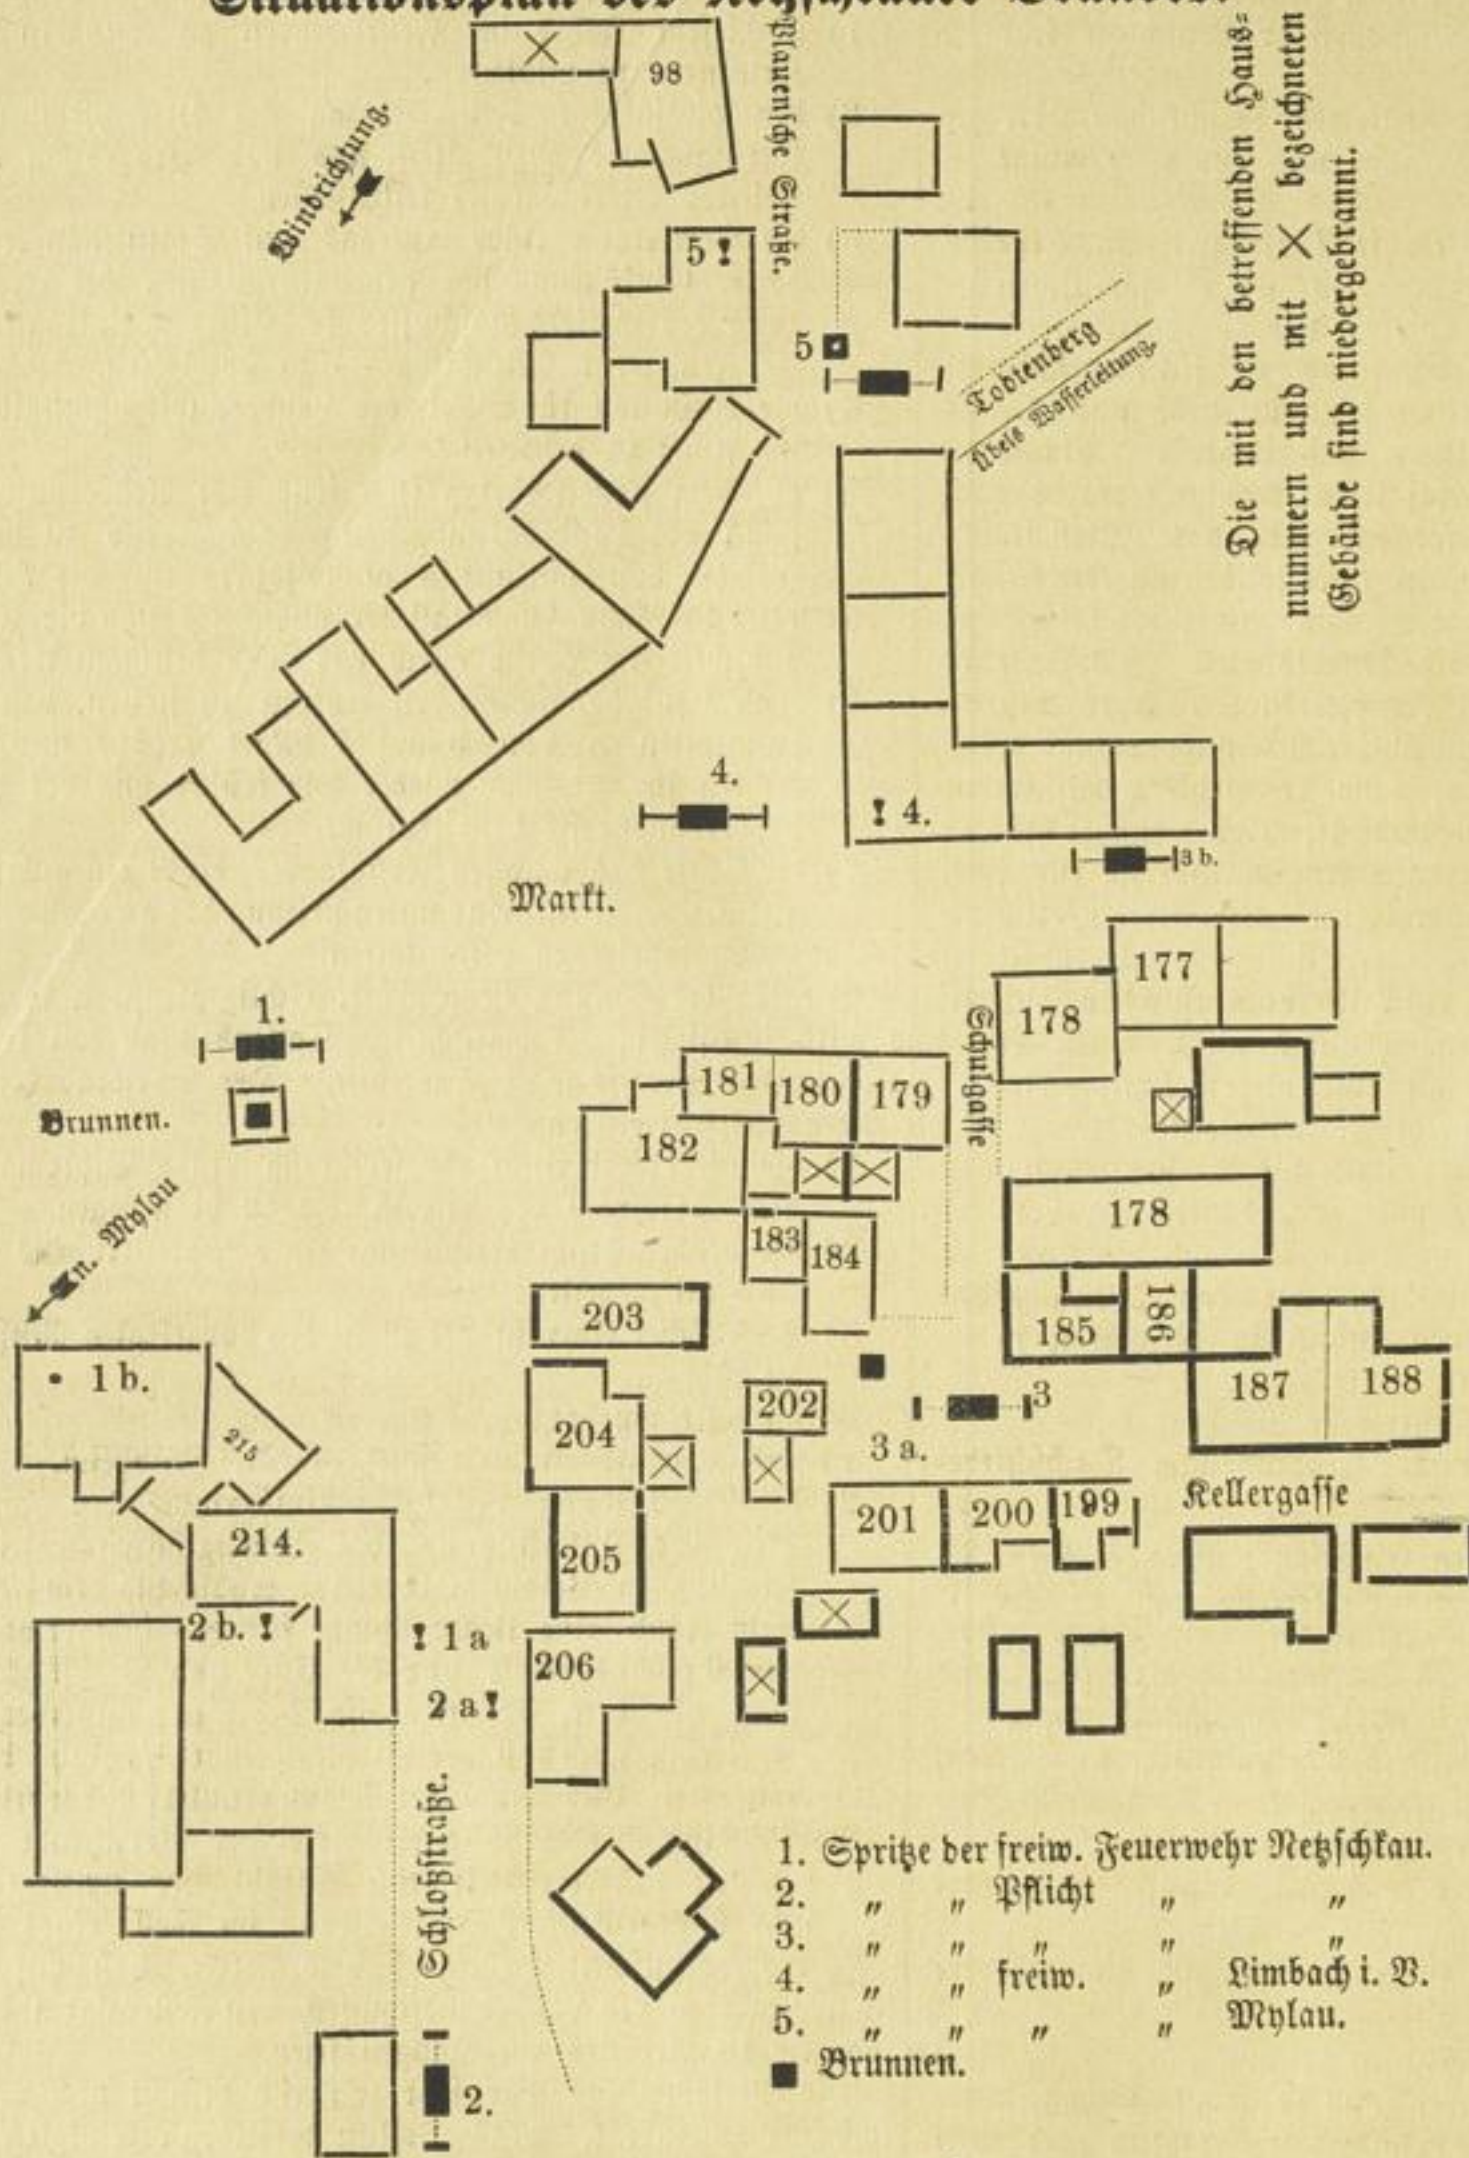 98
Plauensche Straße.
Windrichtung.
Die mit den betreffenden Haus=
nummern und mit × bezeichneten
Gebäude sind niedergebrannt.
5 !
5
Todtenberg
Übels Wasserleitung.
4.
! 4.
3 b.
Markt.
1.
Brunnen.
n. Mylau
177
178
Schulgasse
181
180
179
182
183
184
178
185
186
187
188
203
204
202
3
3 a.
1 b.
215
214.
205
201
200
199
Kellergasse
2 b. !
! 1 a
2 a !
206
Schloßstraße.
2.
1. Spritze der freiw. Feuerwehr Netzschkau.
2. „ „ Pflicht „ „
3. „ „ „ „ „
4. „ „ freiw. „ Limbach i. V.
5. „ „ „ „ Mylau.
Brunnen.